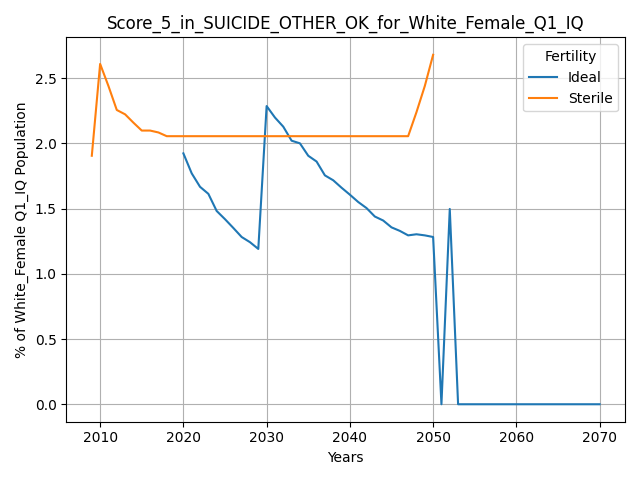 Score_5_in_SUICIDE_OTHER_OK_for_White_Female_Q1_IQ
Fertility
Ideal
Sterile
% of White_Female Q1_IQ Population
2.5
2.0
1.5
1.0
0.5
0.0
2010 2020 2030 2040 2050 2060 2070
Years